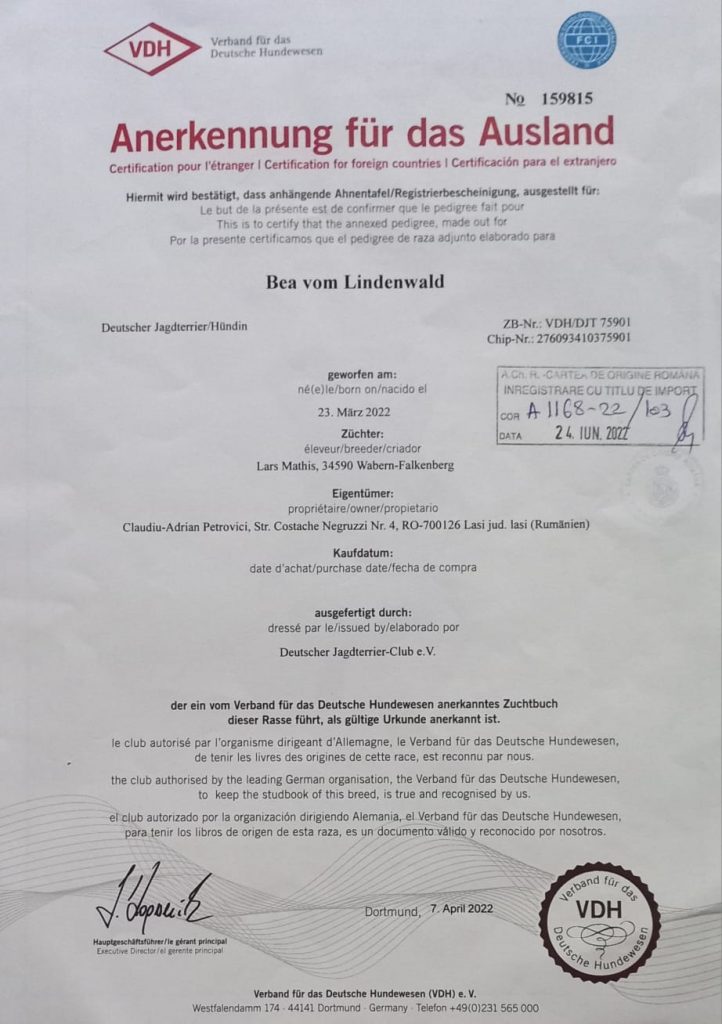 VDH
Verband für das
Deutsche Hundewesen
FCI
No 159815
Anerkennung für das Ausland
Certification pour l'étranger | Certification for foreign countries | Certificación para el extranjero
Hiermit wird bestätigt, dass anhängende Ahnentafel/Registrierbescheinigung, ausgestellt für:
Le but de la présente est de confirmer que le pedigree fait pour
This is to certify that the annexed pedigree, made out for
Por la presente certificamos que el pedigree de raza adjunto elaborado para
Bea vom Lindenwald
Deutscher Jagdterrier/Hündin
ZB-Nr.: VDH/DJT 75901
Chip-Nr.: 276093410375901
geworfen am:
né(e)le/born on/nacido el
23. März 2022
A.Ch. R. -CARTEA DE ORIGINE ROMANA
INREGISTRARE CU TITLU DE IMPORT
COR A 1168-22/103
DATA 24. IUN. 2022
Züchter:
éleveur/breeder/criador
Lars Mathis, 34590 Wabern-Falkenberg
Eigentümer:
propriétaire/owner/propietario
Claudiu-Adrian Petrovici, Str. Costache Negruzzi Nr. 4, RO-700126 Lasi jud. lasi (Rumänien)
Kaufdatum:
date d'achat/purchase date/fecha de compra
ausgefertigt durch:
dressé par le/issued by/elaborado por
Deutscher Jagdterrier-Club e.V.
der ein vom Verband für das Deutsche Hundewesen anerkanntes Zuchtbuch
dieser Rasse führt, als gültige Urkunde anerkannt ist.
le club autorisé par l'organisme dirigeant d'Allemagne, le Verband für das Deutsche Hundewesen,
de tenir les livres des origines de cette race, est reconnu par nous.
the club authorised by the leading German organisation, the Verband für das Deutsche Hundewesen,
to keep the studbook of this breed, is true and recognised by us.
el club autorizado por la organización dirigiendo Alemania, el Verband für das Deutsche Hundewesen,
para tenir los libros de origen de esta raza, es un documento válido y reconocido por nosotros.
Dortmund, 7. April 2022
Hauptgeschäftsführer/le gérant principal
Executive Director/el gerente principal
Verband für das
VDH
Deutsche Hundewesen
Verband für das Deutsche Hundewesen (VDH) e. V.
Westfalendamm 174 · 44141 Dortmund · Germany · Telefon +49(0)231 565 000